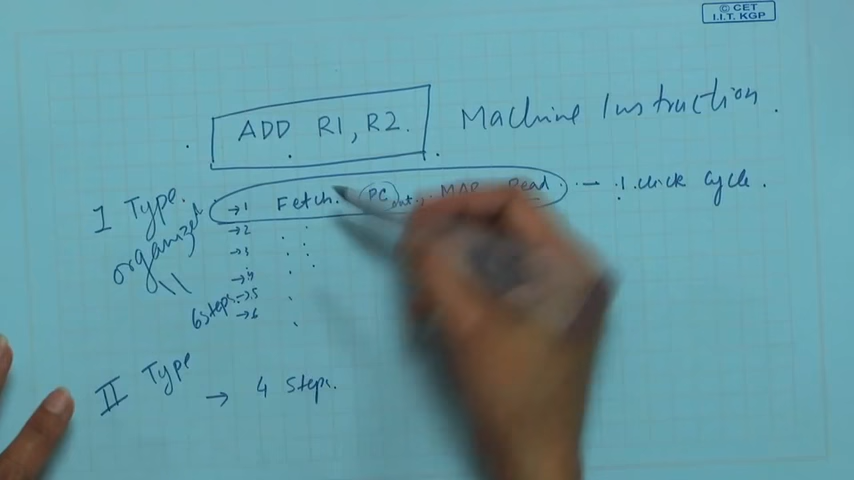 © CET
I.I.T. KGP
ADD R1, R2. Machine Instruction.
I Type.
organized
→1 Fetch. PC out, MAR Read. – 1 click cycle.
→2
→3
→4
6 steps. →5
→6
II Type
→ 4 steps.